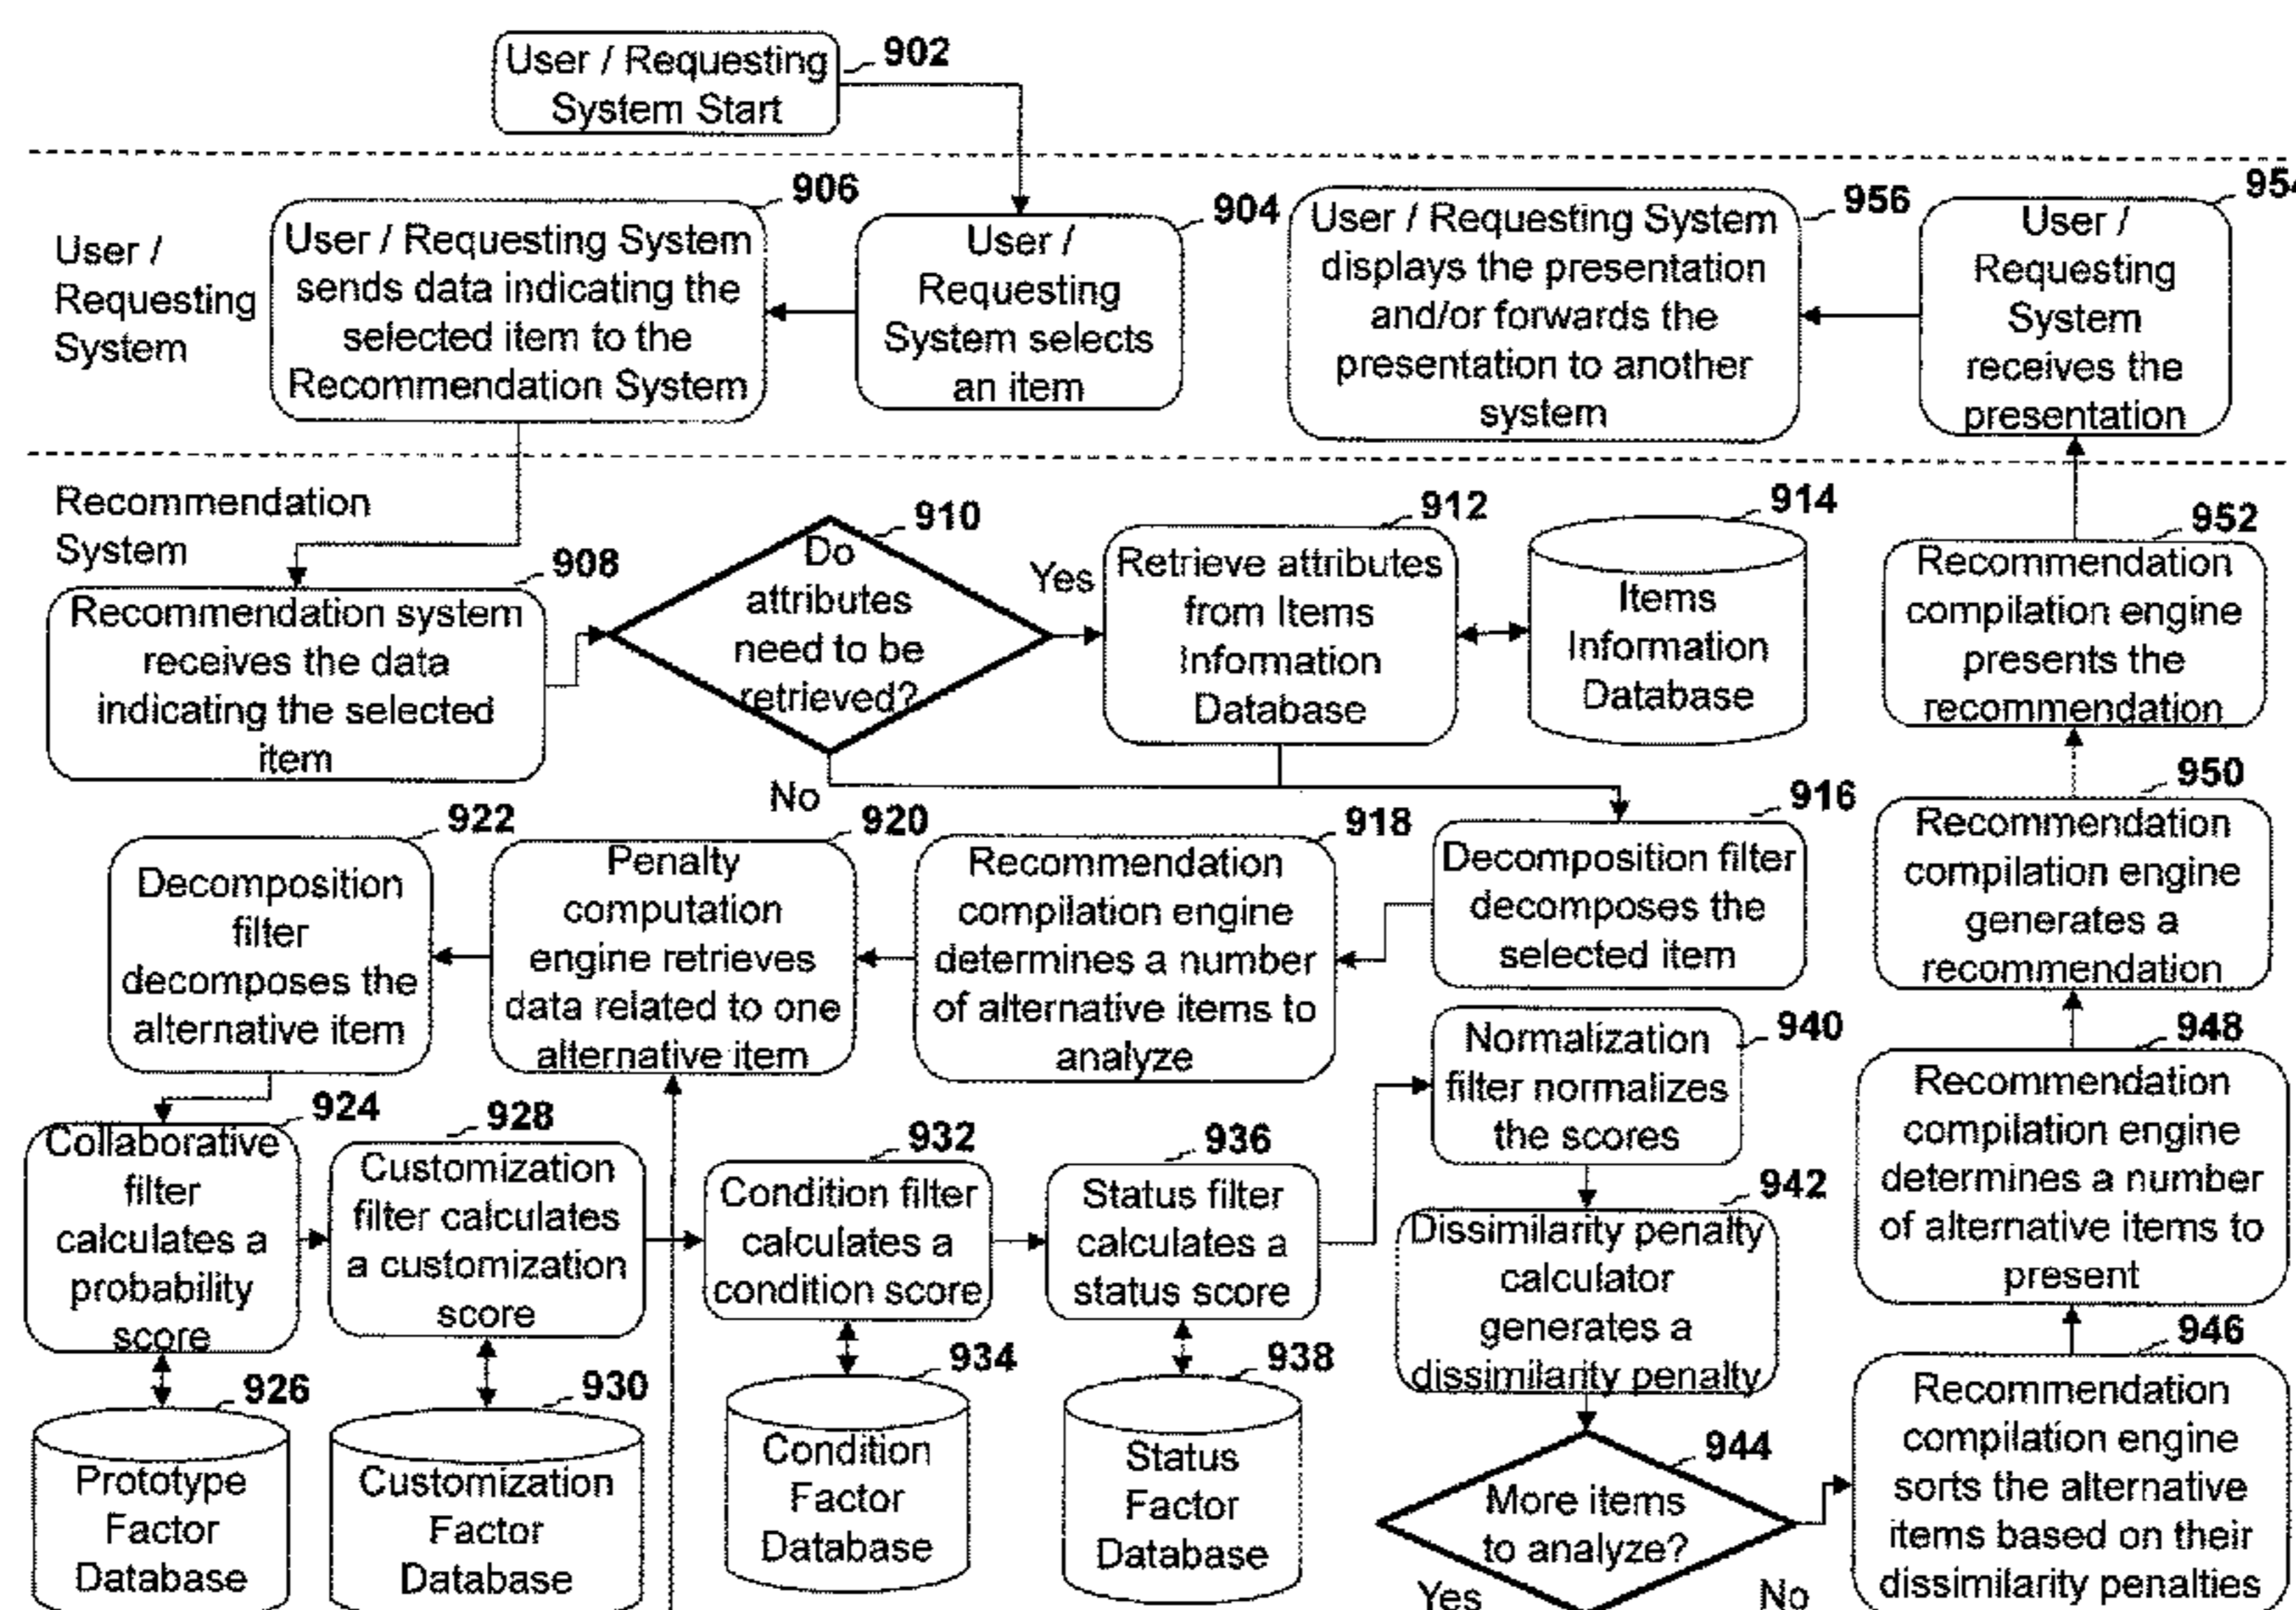 User / Requesting
System Start
902
User /
Requesting
System
906
User / Requesting System
sends data indicating the
selected item to the
Recommendation System
904
User /
Requesting
System selects
an item
956
User / Requesting System
displays the presentation
and/or forwards the
presentation to another
system
954
User /
Requesting
System
receives the
presentation
Recommendation
System
908
Recommendation system
receives the data
indicating the selected
item
910
Do
attributes
need to be
retrieved?
Yes
No
912
Retrieve attributes
from Items
Information
Database
914
Items
Information
Database
916
Decomposition filter
decomposes the
selected item
918
Recommendation
compilation engine
determines a number
of alternative items to
analyze
920
Penalty
computation
engine retrieves
data related to one
alternative item
922
Decomposition
filter
decomposes the
alternative item
924
Collaborative
filter
calculates a
probability
score
926
Prototype
Factor
Database
928
Customization
filter calculates
a customization
score
930
Customization
Factor
Database
932
Condition filter
calculates a
condition score
934
Condition
Factor
Database
936
Status filter
calculates a
status score
938
Status
Factor
Database
940
Normalization
filter normalizes
the scores
942
Dissimilarity penalty
calculator
generates a
dissimilarity penalty
944
More items
to analyze?
Yes
No
946
Recommendation
compilation engine
sorts the alternative
items based on their
dissimilarity penalties
948
Recommendation
compilation engine
determines a number
of alternative items to
present
950
Recommendation
compilation engine
generates a
recommendation
952
Recommendation
compilation engine
presents the
recommendation